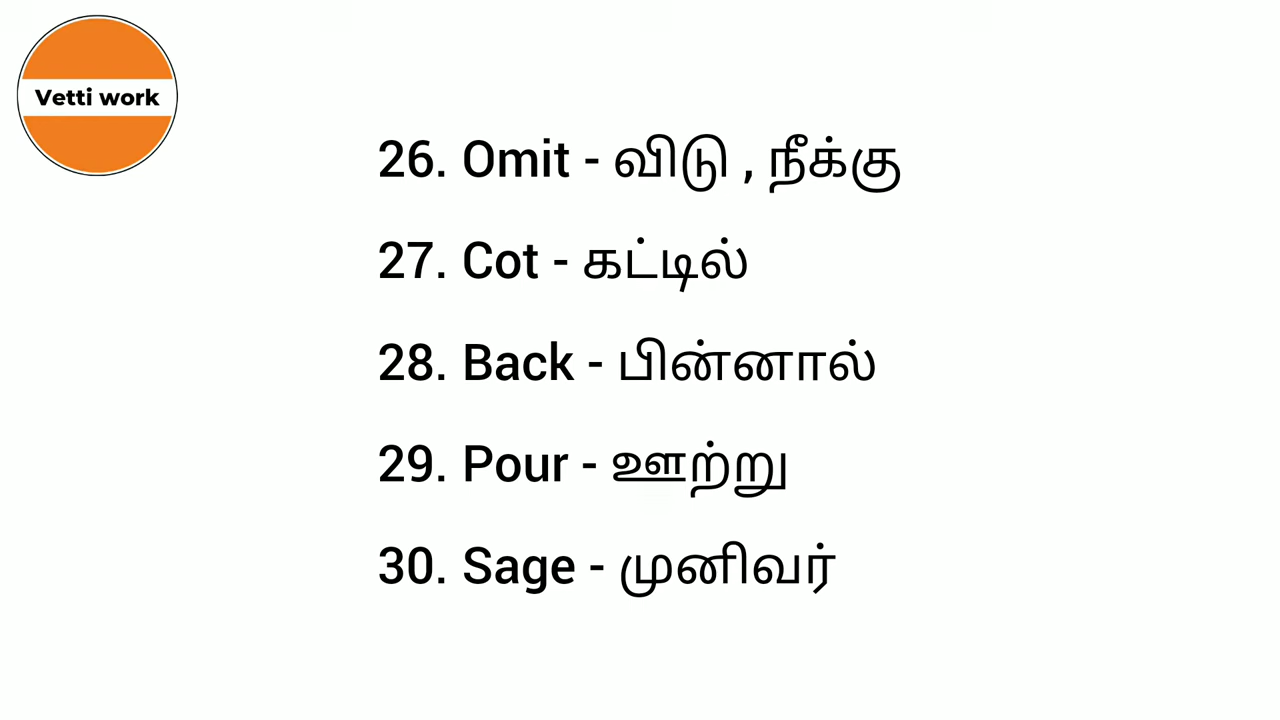 Vetti work
26. Omit - விடு , நீக்கு
27. Cot - கட்டில்
28. Back - பின்னால்
29. Pour - ஊற்று
30. Sage - முனிவர்